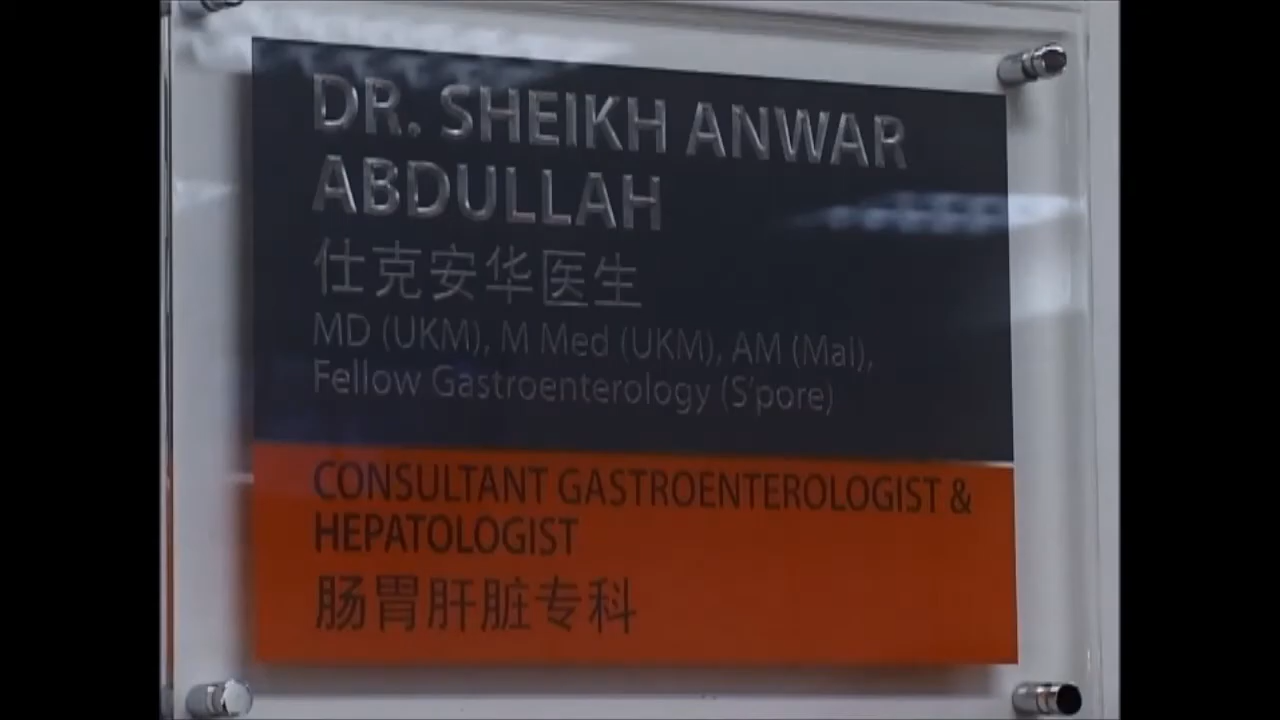 DR. SHEIKH ANWAR
ABDULLAH
仕克安华医生
MD (UKM), M Med (UKM), AM (Mal),
Fellow Gastroenterology (S'pore)
CONSULTANT GASTROENTEROLOGIST &
HEPATOLOGIST
肠胃肝脏专科